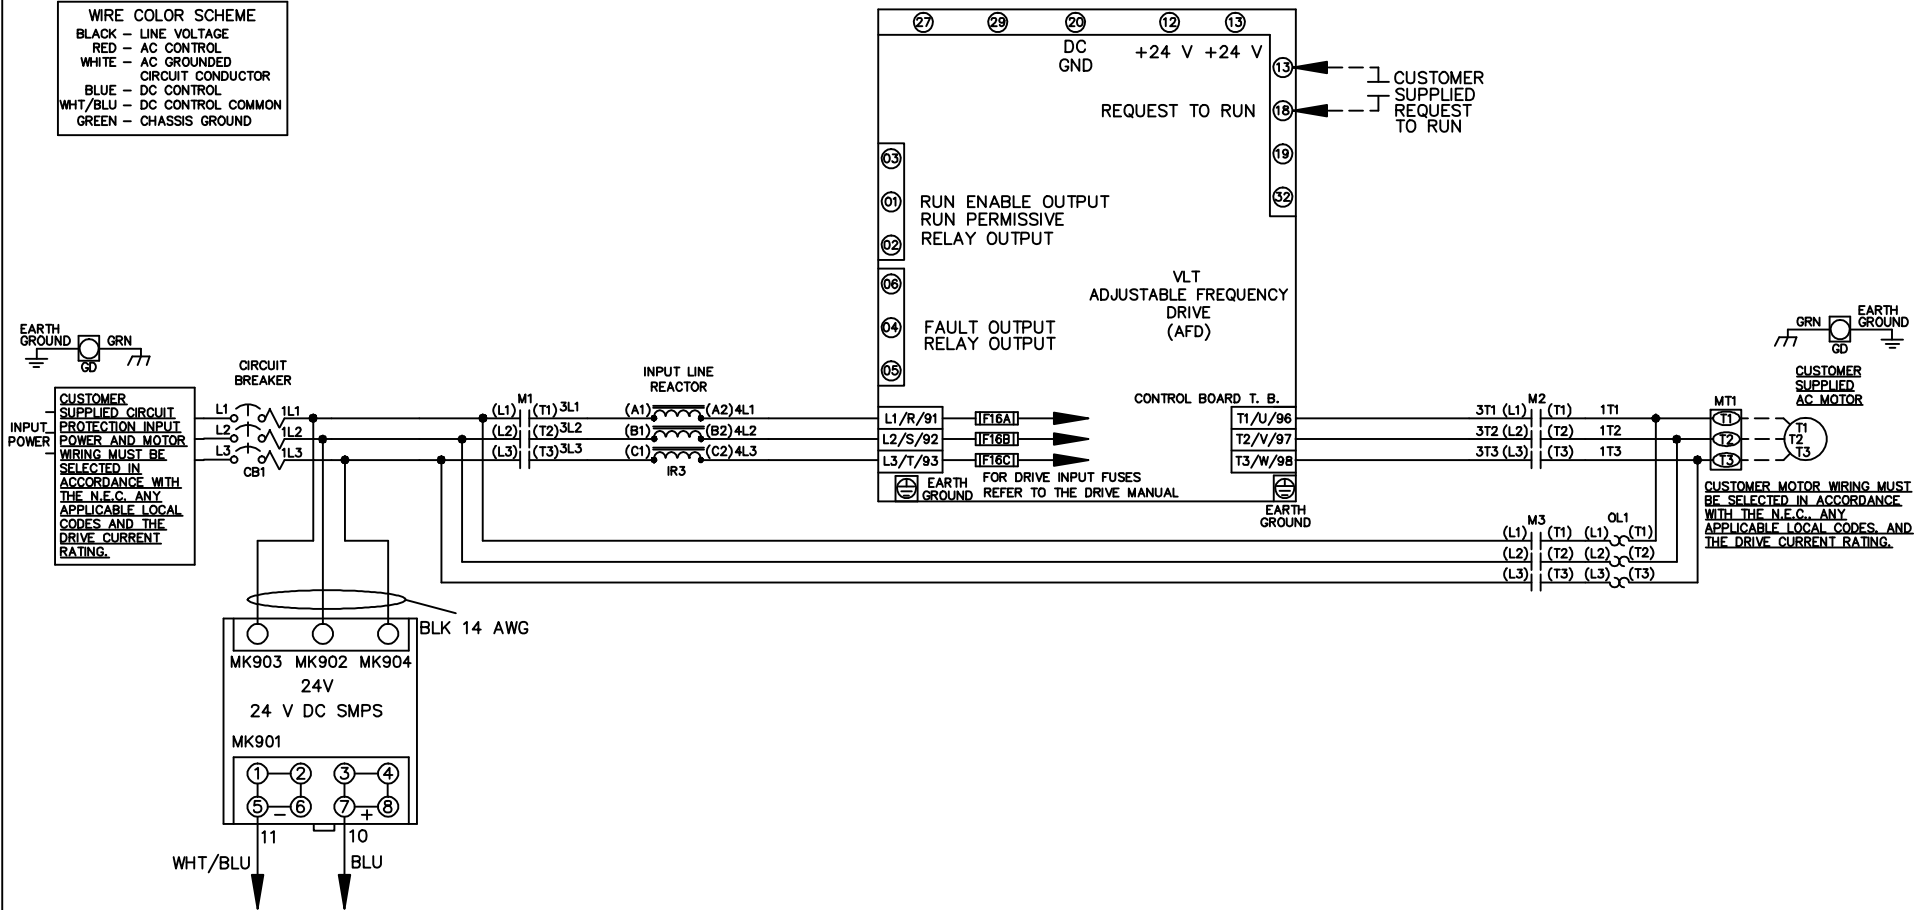 WIRE COLOR SCHEME
BLACK – LINE VOLTAGE
RED – AC CONTROL
WHITE – AC GROUNDED
CIRCUIT CONDUCTOR
BLUE – DC CONTROL
WHT/BLU – DC CONTROL COMMON
GREEN – CHASSIS GROUND
27 29 20 12 13
DC
GND
+24 V +24 V
13
REQUEST TO RUN 18
19
32
CUSTOMER
SUPPLIED
REQUEST
TO RUN
03
01
02
RUN ENABLE OUTPUT
RUN PERMISSIVE
RELAY OUTPUT
06
04
05
FAULT OUTPUT
RELAY OUTPUT
VLT
ADJUSTABLE FREQUENCY
DRIVE
(AFD)
CONTROL BOARD T. B.
L1/R/91 IF16A T1/U/96
L2/S/92 IF16B T2/V/97
L3/T/93 IF16C T3/W/98
EARTH
GROUND
FOR DRIVE INPUT FUSES
REFER TO THE DRIVE MANUAL
EARTH
GROUND
EARTH
GROUND
GRN
GD
INPUT
POWER
CUSTOMER
SUPPLIED CIRCUIT
PROTECTION INPUT
POWER AND MOTOR
WIRING MUST BE
SELECTED IN
ACCORDANCE WITH
THE N.E.C. ANY
APPLICABLE LOCAL
CODES AND THE
DRIVE CURRENT
RATING.
CIRCUIT
BREAKER
L1 1L1
L2 1L2
L3 1L3
CB1
M1
(L1) (T1) 3L1
(L2) (T2) 3L2
(L3) (T3) 3L3
INPUT LINE
REACTOR
(A1) (A2) 4L1
(B1) (B2) 4L2
(C1) (C2) 4L3
IR3
M2
3T1 (L1) (T1) 1T1
3T2 (L2) (T2) 1T2
3T3 (L3) (T3) 1T3
M3 OL1
(L1) (T1) (L1) (T1)
(L2) (T2) (L2) (T2)
(L3) (T3) (L3) (T3)
MT1
T1
T2
T3
T1
T2
T3
GRN
EARTH
GROUND
GD
CUSTOMER
SUPPLIED
AC MOTOR
CUSTOMER MOTOR WIRING MUST
BE SELECTED IN ACCORDANCE
WITH THE N.E.C., ANY
APPLICABLE LOCAL CODES, AND
THE DRIVE CURRENT RATING.
BLK 14 AWG
MK903 MK902 MK904
24V
24 V DC SMPS
MK901
1 2 3 4
5 6 7 8
– +
11 10
WHT/BLU BLU